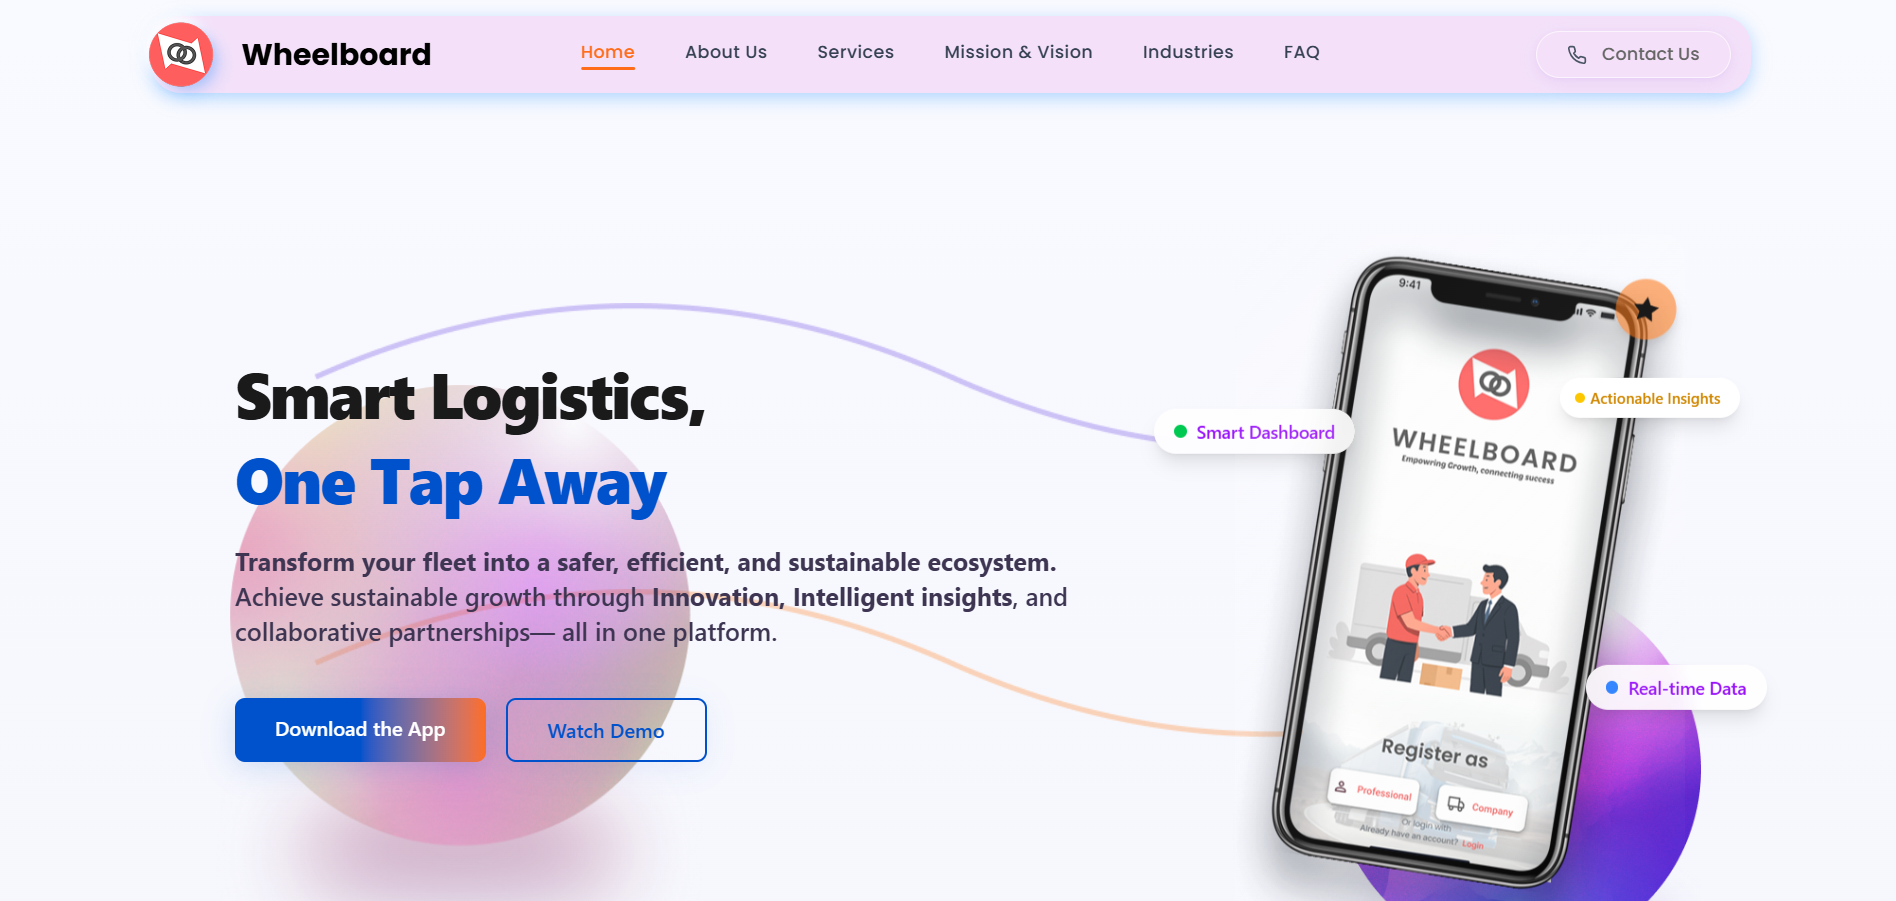 Wheelboard
Home
About Us
Services
Mission & Vision
Industries
FAQ
Contact Us
Smart Logistics,
One Tap Away
Transform your fleet into a safer, efficient, and sustainable ecosystem.
Achieve sustainable growth through Innovation, Intelligent insights, and
collaborative partnerships— all in one platform.
Download the App
Watch Demo
9:41
Actionable Insights
Smart Dashboard
WHEELBOARD
Empowering Growth, connecting success
Real-time Data
Register as
Professional
Company
Or login with
Already have an account? Login